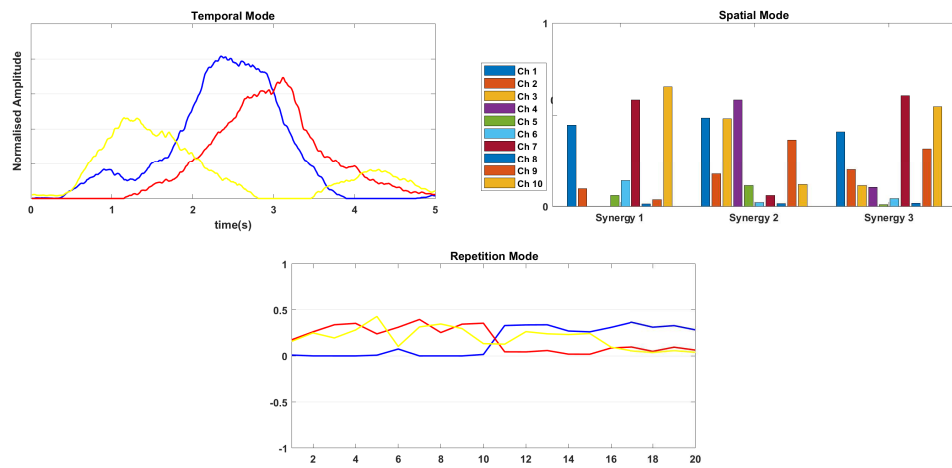 Temporal Mode
Normalised Amplitude
0 1 2 3 4 5
time(s)
Spatial Mode
1
0
Ch 1
Ch 2
Ch 3
Ch 4
Ch 5
Ch 6
Ch 7
Ch 8
Ch 9
Ch 10
Synergy 1 Synergy 2 Synergy 3
Repetition Mode
1
0.5
0
-0.5
-1
2 4 6 8 10 12 14 16 18 20